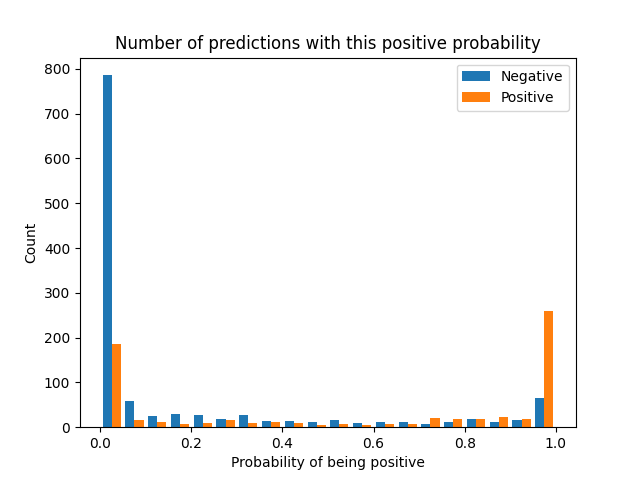 Number of predictions with this positive probability
Negative
Positive
800
700
600
500
400
300
200
100
0
Count
0.0 0.2 0.4 0.6 0.8 1.0
Probability of being positive